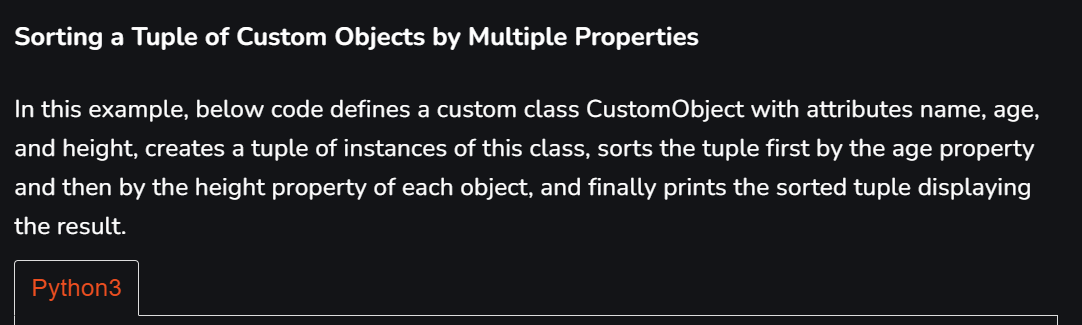 Sorting a Tuple of Custom Objects by Multiple Properties
In this example, below code defines a custom class CustomObject with attributes name, age,
and height, creates a tuple of instances of this class, sorts the tuple first by the age property
and then by the height property of each object, and finally prints the sorted tuple displaying
the result.
Python3